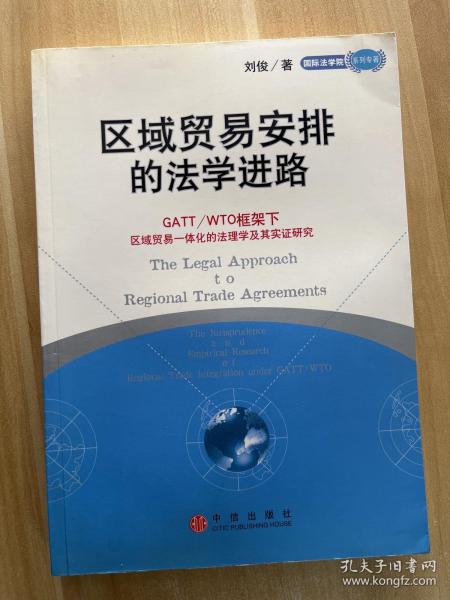 刘俊/著 国际法学院 系列专著
区域贸易安排
的法学进路
GATT/WTO框架下
区域贸易一体化的法理学及其实证研究
The Legal Approach
to
Regional Trade Agreements
The Jurisprudence
and
Empirical Research
of
Regional Trade Integration under GATT/WTO
中信出版社
CITIC PUBLISHING HOUSE
孔夫子旧书网
www.kongfz.com